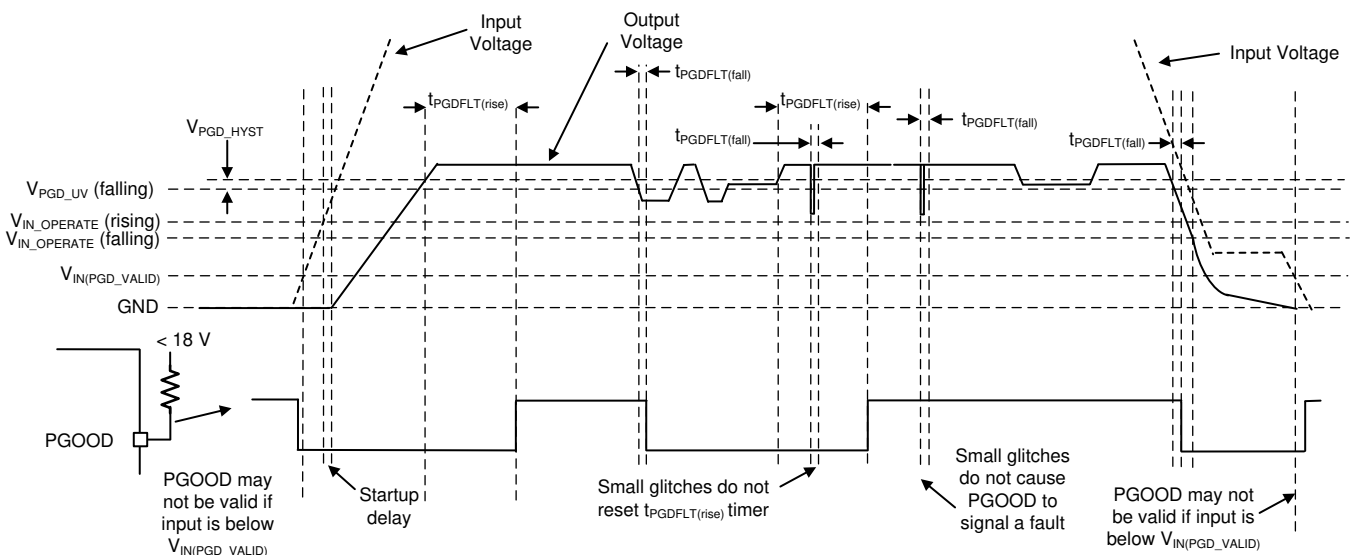 Input
Voltage
Output
Voltage
Input Voltage
tPGDFLT(fall)
tPGDFLT(rise)
tPGDFLT(rise)
VPGD_HYST
tPGDFLT(fall)
tPGDFLT(fall)
tPGDFLT(fall)
VPGD_UV (falling)
VIN_OPERATE (rising)
VIN_OPERATE (falling)
VIN(PGD_VALID)
GND
< 18 V
PGOOD
PGOOD may
not be valid if
input is below
VIN(PGD_VALID)
Startup
delay
Small glitches do not
reset tPGDFLT(rise) timer
Small glitches
do not cause
PGOOD to
signal a fault
PGOOD may not
be valid if input is
below VIN(PGD_VALID)